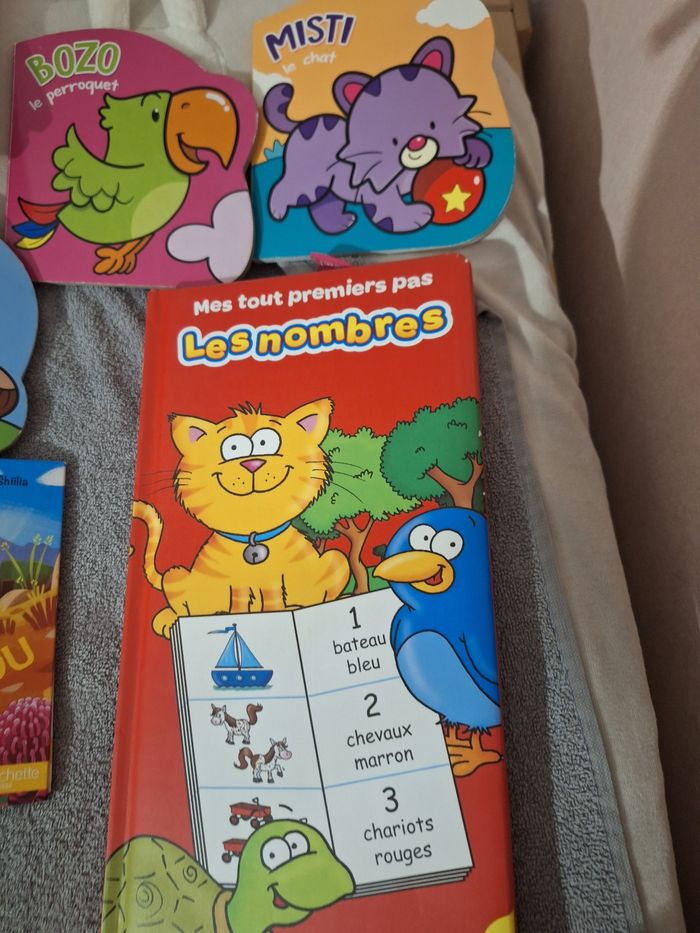 BOZO
le perroquet
MISTI
le chat
Mes tout premiers pas
Les nombres
1
bateau
bleu
2
chevaux
marron
3
chariots
rouges
OU